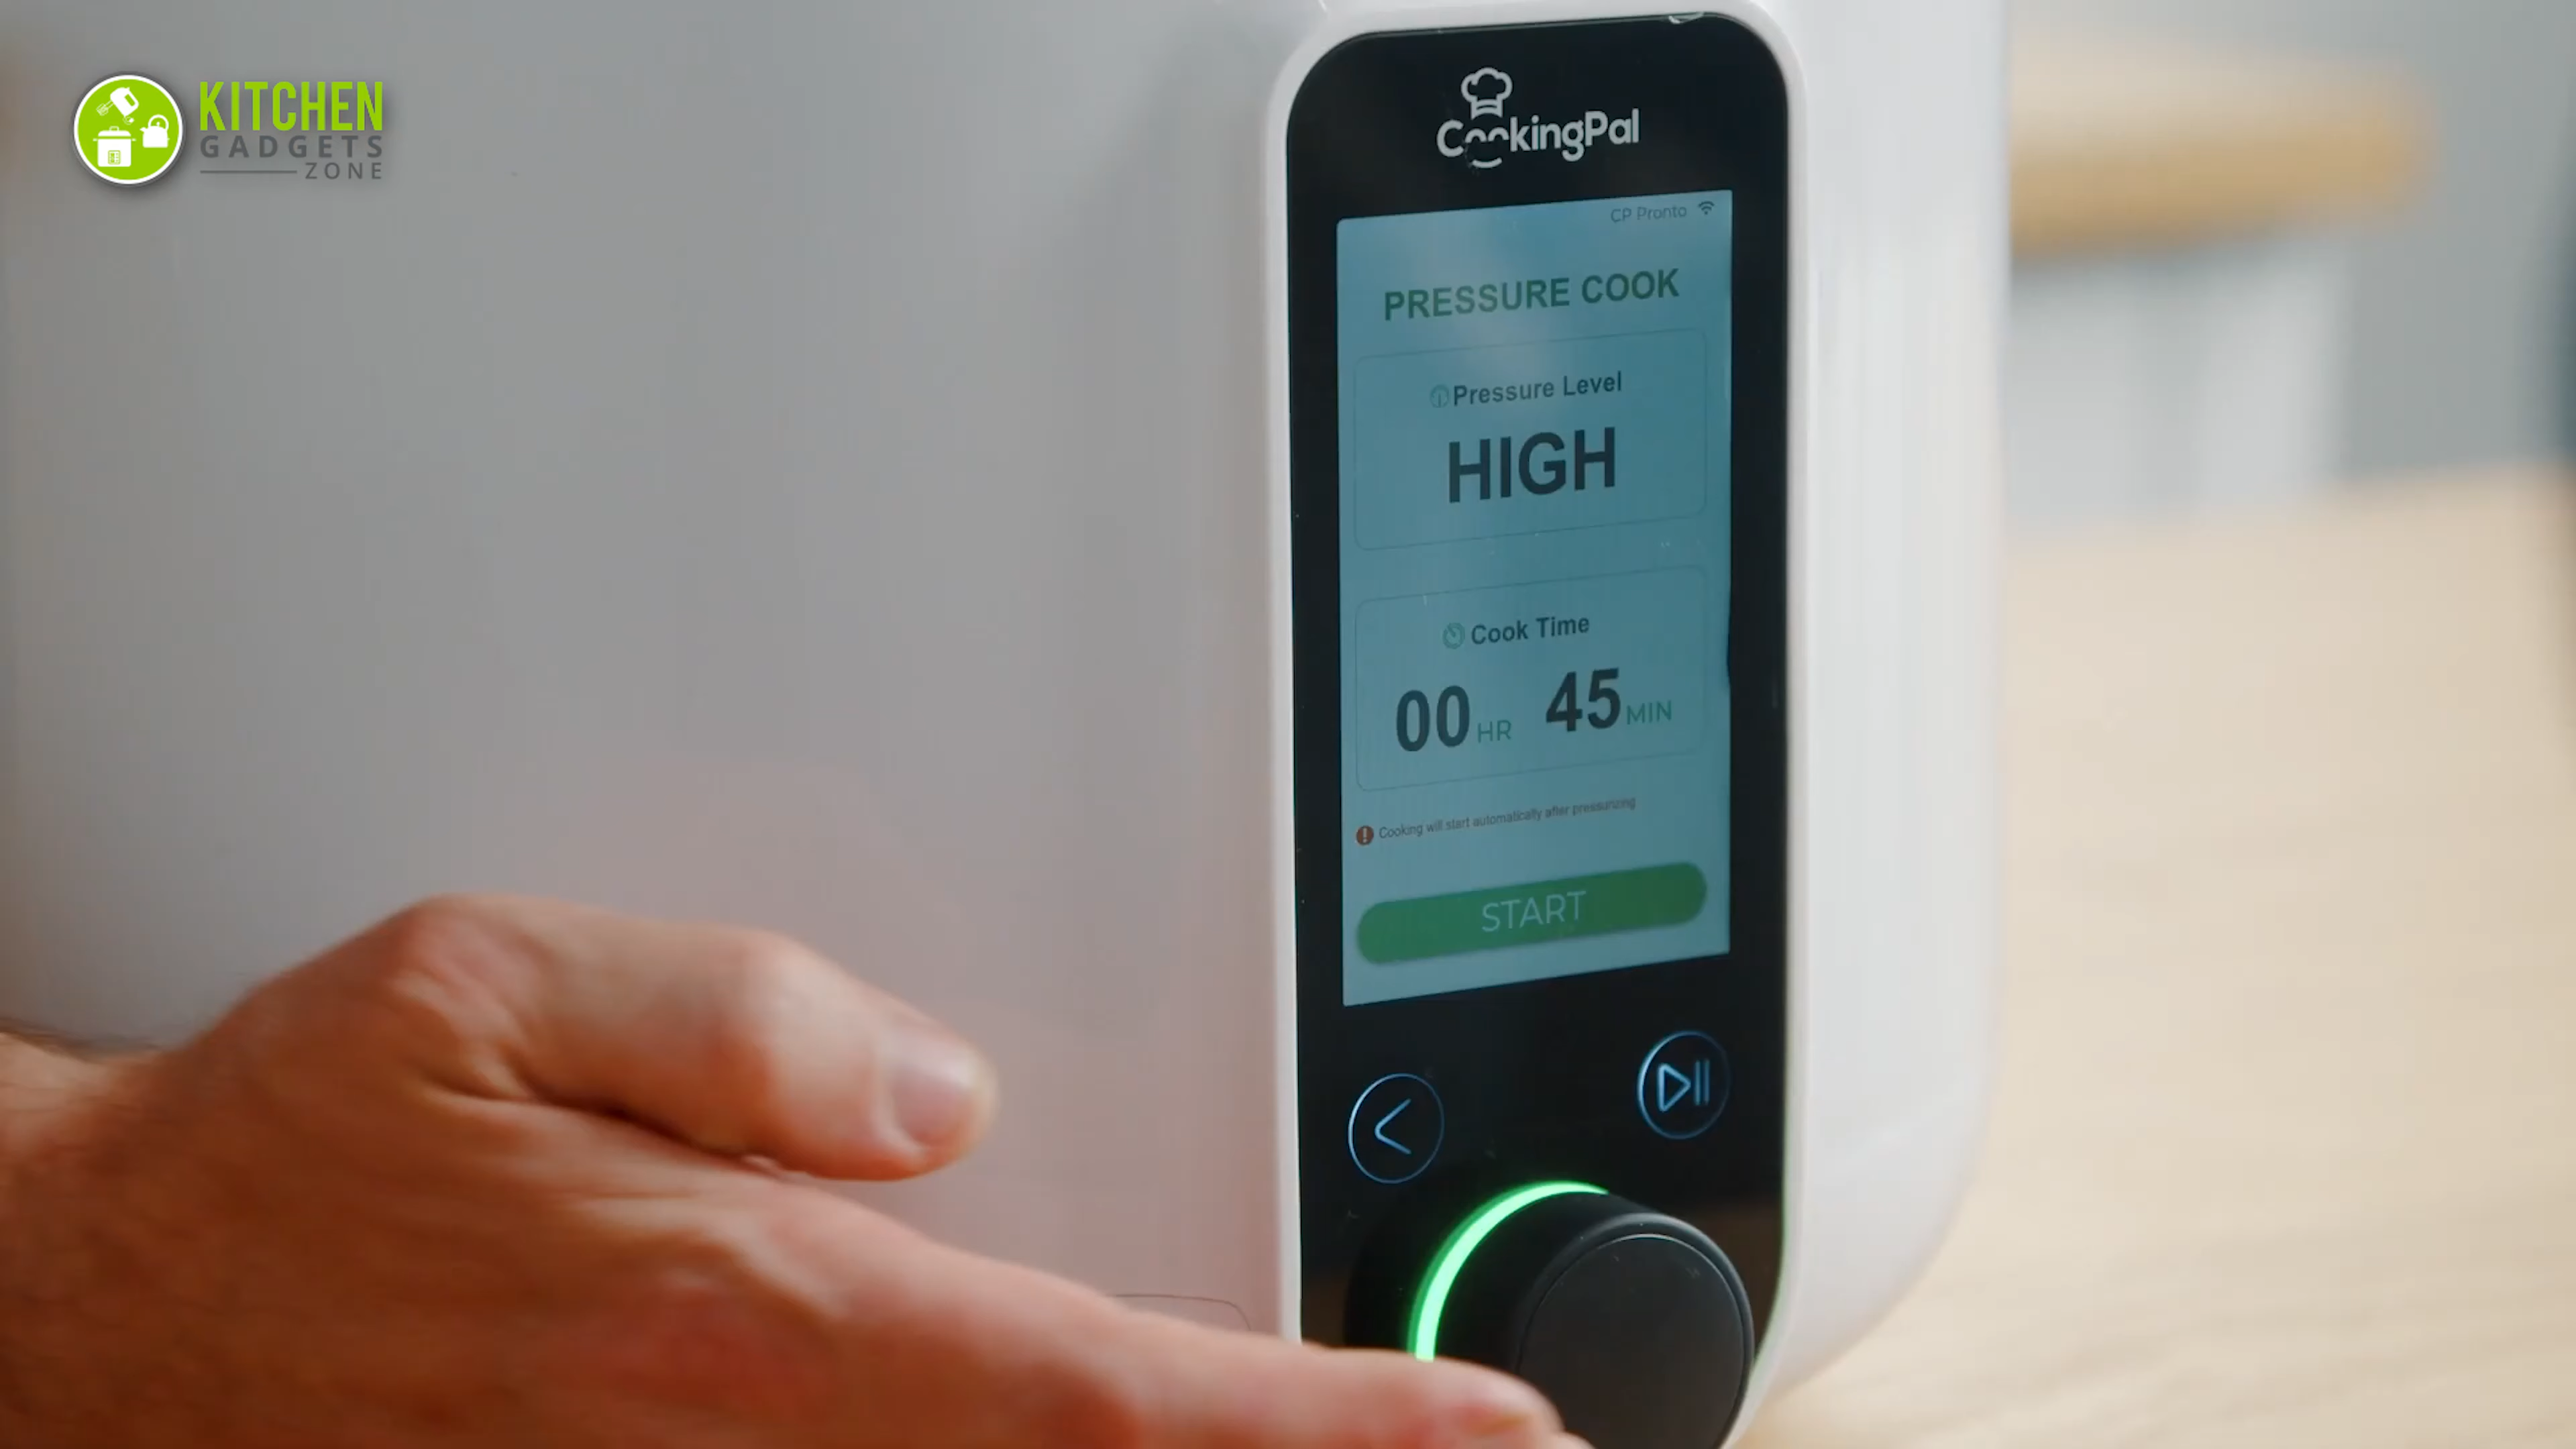 KITCHEN
GADGETS
ZONE
CookingPal
CP Pronto
PRESSURE COOK
Pressure Level
HIGH
Cook Time
00 HR 45 MIN
Cooking will start automatically after pressurizing
START